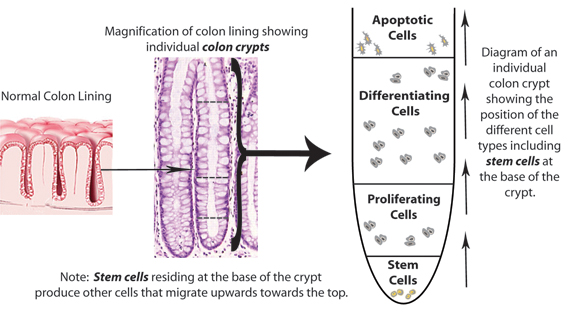 Magnification of colon lining showing
individual colon crypts
Normal Colon Lining
Note: Stem cells residing at the base of the crypt
produce other cells that migrate upwards towards the top.
Apoptotic
Cells
Differentiating
Cells
Proliferating
Cells
Stem
Cells
Diagram of an
individual
colon crypt
showing the
position of the
different cell
types including
stem cells at
the base of the
crypt.